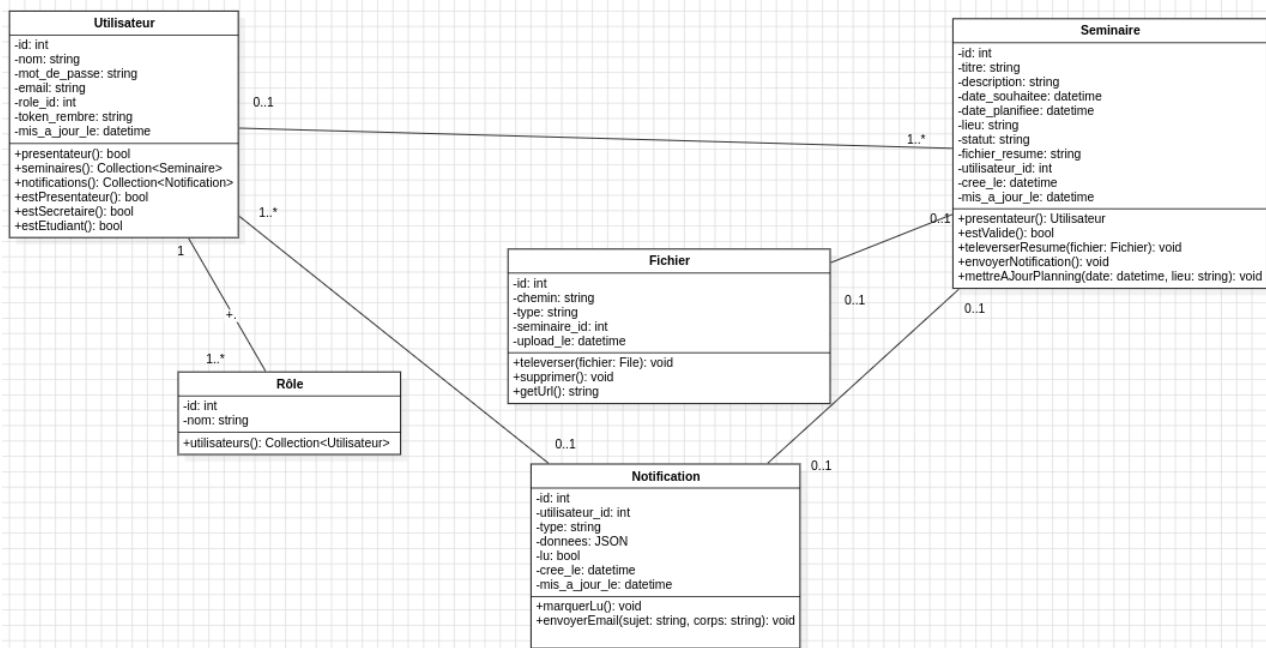 Utilisateur
-id: int
-nom: string
-mot_de_passe: string
-email: string
-role_id: int
-token_rembre: string
-mis_a_jour_le: datetime
+presentateur(): bool
+seminaires(): Collection<Seminaire>
+notifications(): Collection<Notification>
+estPresentateur(): bool
+estSecretaire(): bool
+estEtudiant(): bool
0..1
1..*
Seminaire
-id: int
-titre: string
-description: string
-date_souhaitee: datetime
-date_planifiee: datetime
-lieu: string
-statut: string
-fichier_resume: string
-utilisateur_id: int
-cree_le: datetime
-mis_a_jour_le: datetime
+presentateur(): Utilisateur
+estValide(): bool
+televerserResume(fichier: Fichier): void
+envoyerNotification(): void
+mettreAJourPlanning(date: datetime, lieu: string): void
1..*
1
0..1
Fichier
-id: int
-chemin: string
-type: string
-seminaire_id: int
-upload_le: datetime
+televerser(fichier: File): void
+supprimer(): void
+getUrl(): string
0..1
0..1
+.
1..*
Rôle
-id: int
-nom: string
+utilisateurs(): Collection<Utilisateur>
0..1
0..1
Notification
-id: int
-utilisateur_id: int
-type: string
-donnees: JSON
-lu: bool
-cree_le: datetime
-mis_a_jour_le: datetime
+marquerLu(): void
+envoyerEmail(sujet: string, corps: string): void